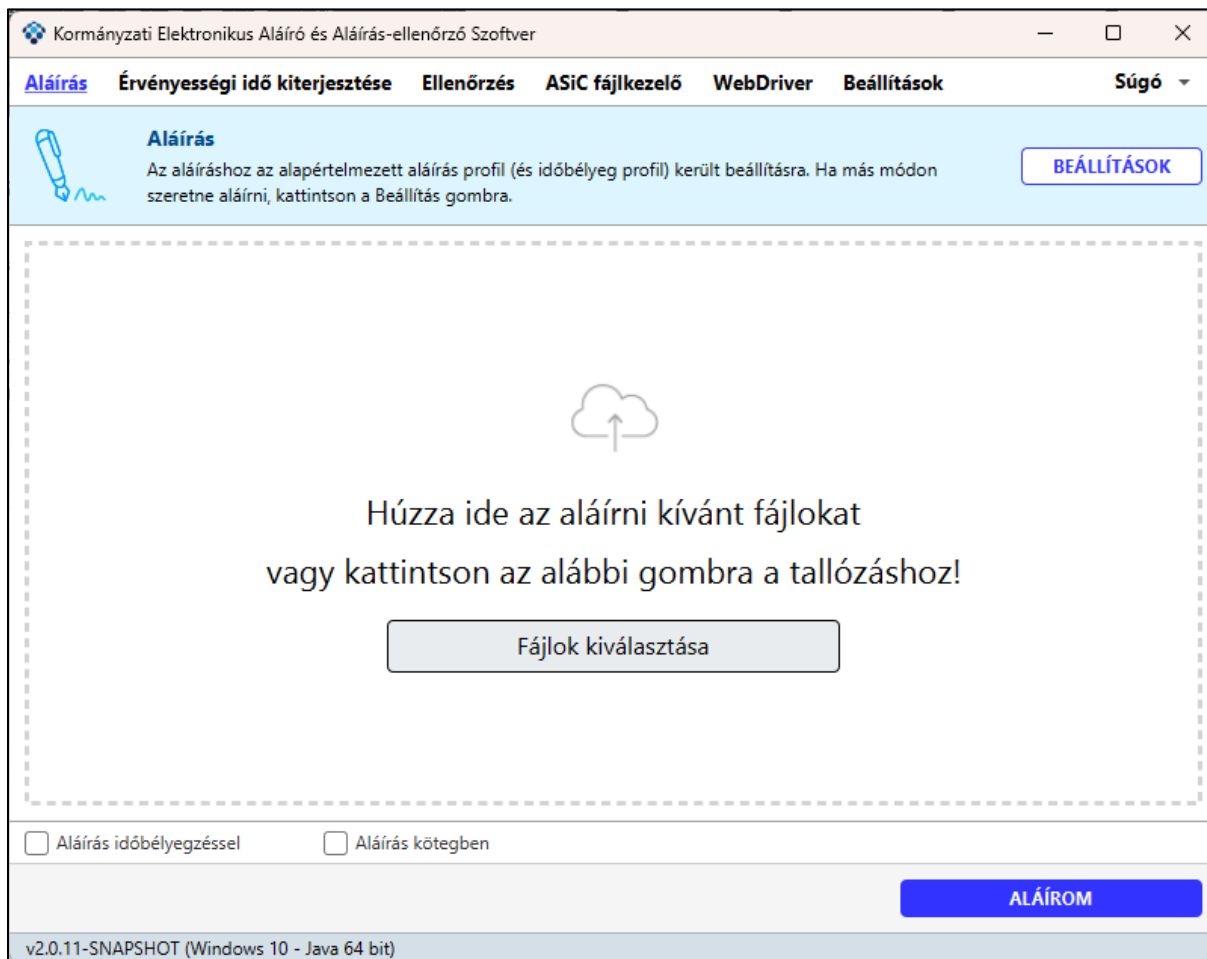 Kormányzati Elektronikus Aláíró és Aláírás-ellenőrző Szoftver
Aláírás Érvényességi idő kiterjesztése Ellenőrzés ASiC fájlkezelő WebDriver Beállítások Súgó
Aláírás
Az aláíráshoz az alapértelmezett aláírás profil (és időbélyeg profil) került beállításra. Ha más módon
szeretne aláírni, kattintson a Beállítás gombra.
BEÁLLÍTÁSOK
Húzza ide az aláírni kívánt fájlokat
vagy kattintson az alábbi gombra a tallózáshoz!
Fájlok kiválasztása
Aláírás időbélyegzéssel Aláírás kötegben
ALÁÍROM
v2.0.11-SNAPSHOT (Windows 10 - Java 64 bit)